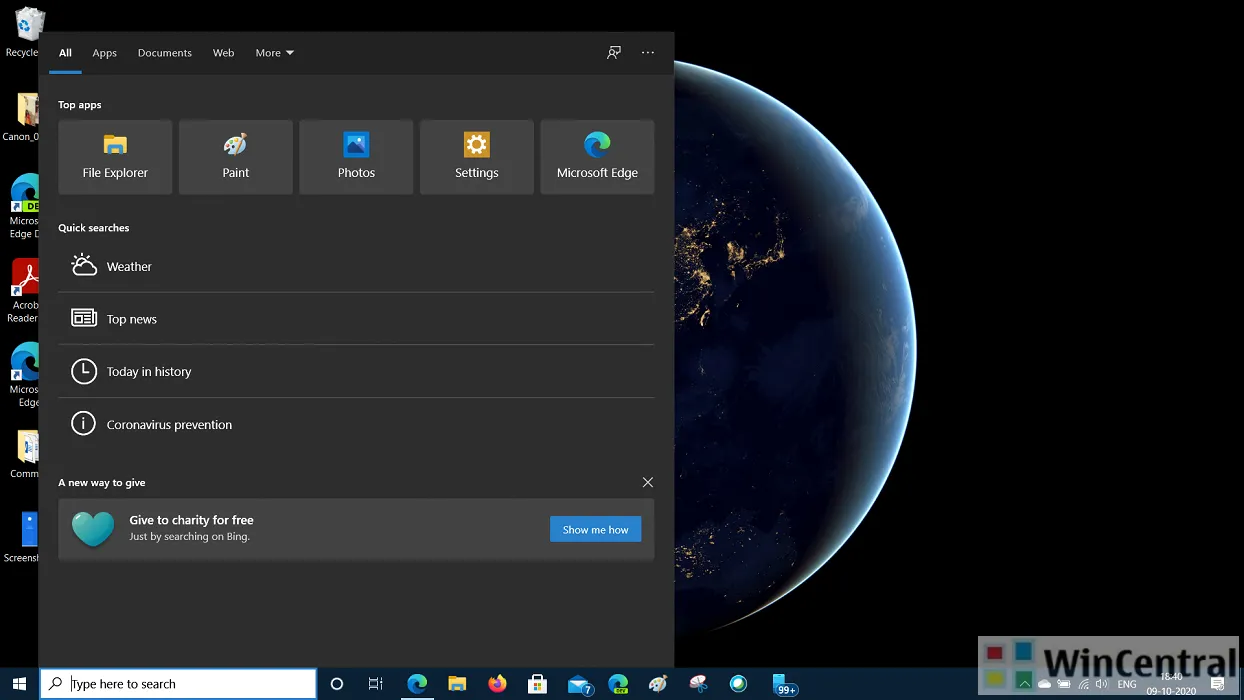 Recycle
Canon_0
DE
Micros
Edge D
Acrob
Reader
Micros
Edge
Comm
Screensh
All
Apps
Documents
Web
More
Top apps
File Explorer
Paint
Photos
Settings
Microsoft Edge
Quick searches
Weather
Top news
Today in history
Coronavirus prevention
A new way to give
Give to charity for free
Just by searching on Bing.
Show me how
Type here to search
7
DEV
99+
WinCentral
ENG
18:40
09-10-2020